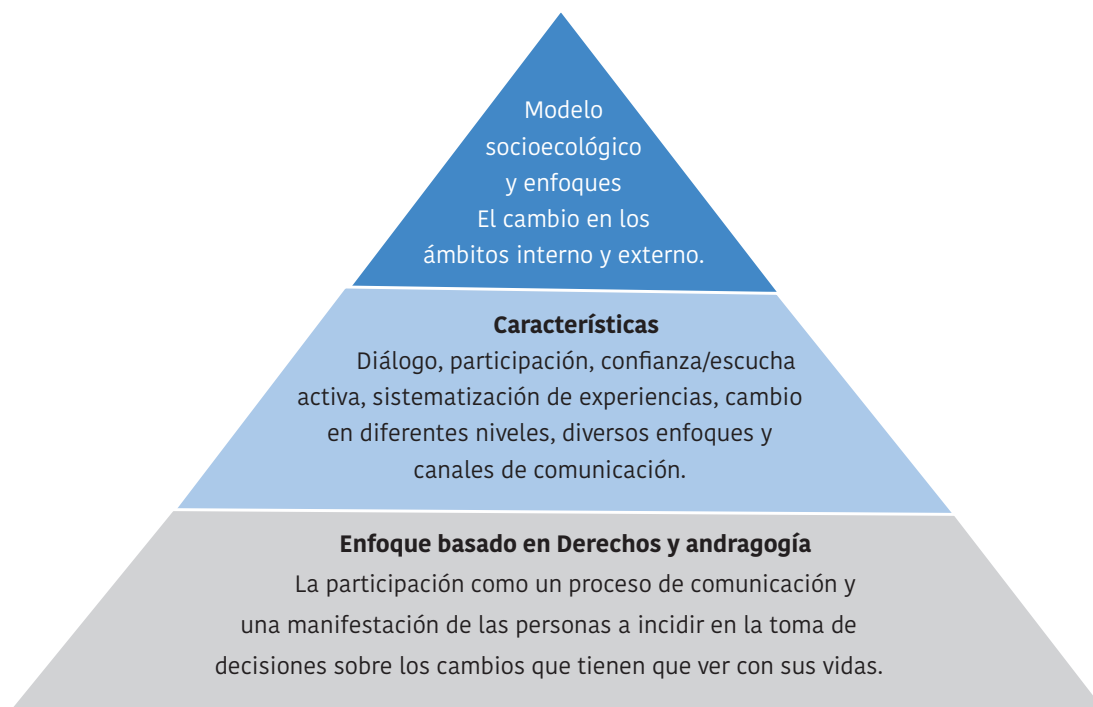 Modelo
socioecológico
y enfoques
El cambio en los
ámbitos interno y externo.
Características
Diálogo, participación, confianza/escucha
activa, sistematización de experiencias, cambio
en diferentes niveles, diversos enfoques y
canales de comunicación.
Enfoque basado en Derechos y andragogía
La participación como un proceso de comunicación y
una manifestación de las personas a incidir en la toma de
decisiones sobre los cambios que tienen que ver con sus vidas.